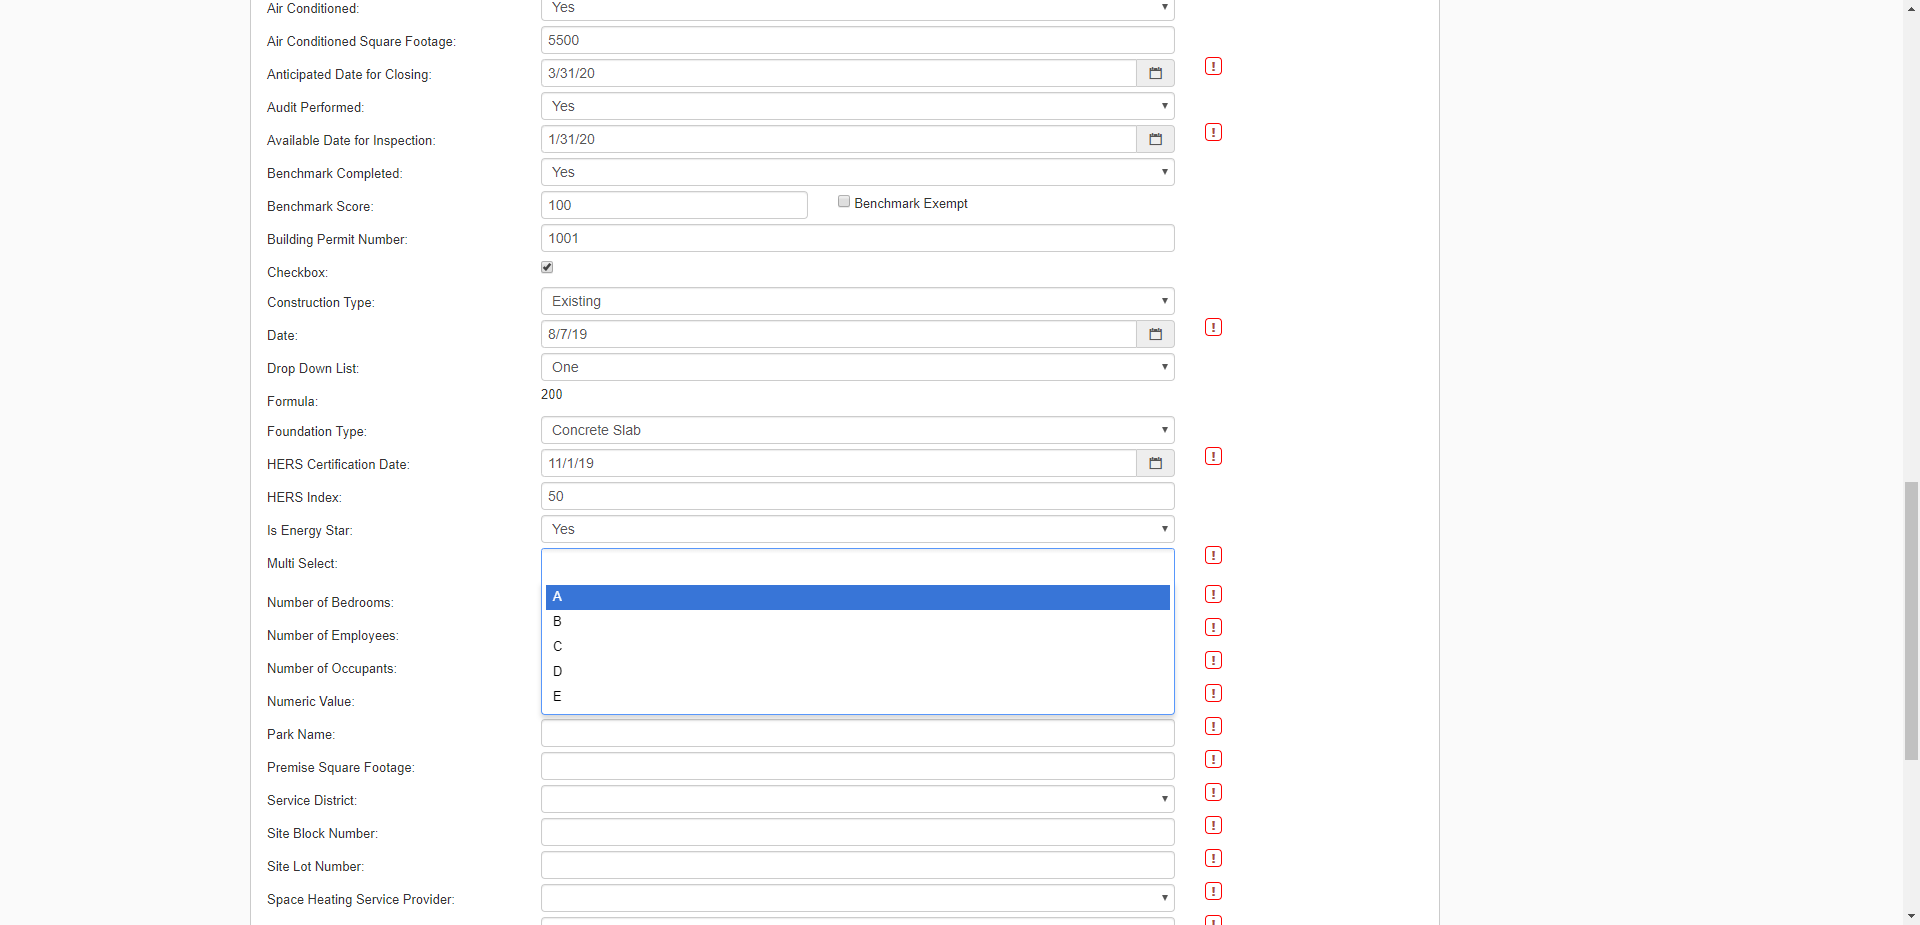 Air Conditioned: Yes
Air Conditioned Square Footage: 5500
Anticipated Date for Closing: 3/31/20 !
Audit Performed: Yes
Available Date for Inspection: 1/31/20 !
Benchmark Completed: Yes
Benchmark Score: 100 Benchmark Exempt
Building Permit Number: 1001
Checkbox:
Construction Type: Existing
Date: 8/7/19 !
Drop Down List: One
Formula: 200
Foundation Type: Concrete Slab
HERS Certification Date: 11/1/19 !
HERS Index: 50
Is Energy Star: Yes
Multi Select: !
A
Number of Bedrooms: !
B
Number of Employees: !
C
Number of Occupants: !
D
Numeric Value: !
E
Park Name: !
Premise Square Footage: !
Service District: !
Site Block Number: !
Site Lot Number: !
Space Heating Service Provider: !
!